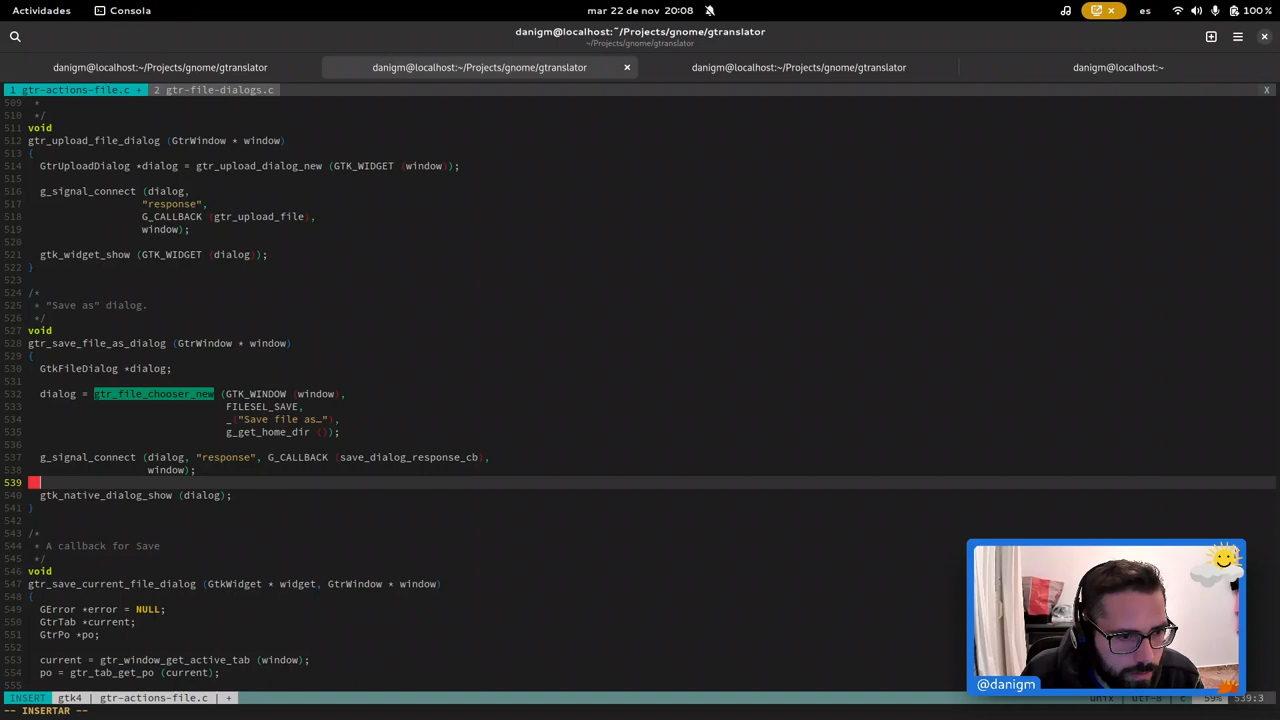 Actividades Consola mar 22 de nov 20:08 es 100 %
danigm@localhost:~/Projects/gnome/gtranslator
~/Projects/gnome/gtranslator
danigm@localhost:~/Projects/gnome/gtranslator danigm@localhost:~/Projects/gnome/gtranslator × danigm@localhost:~/Projects/gnome/gtranslator danigm@localhost:~
1 gtr-actions-file.c + 2 gtr-file-dialogs.c X
509 *
510 */
511 void
512 gtr_upload_file_dialog (GtrWindow * window)
513 {
514 GtrUploadDialog *dialog = gtr_upload_dialog_new (GTK_WIDGET (window));
515
516 g_signal_connect (dialog,
517 "response",
518 G_CALLBACK (gtr_upload_file),
519 window);
520
521 gtk_widget_show (GTK_WIDGET (dialog));
522 }
523
524 /*
525 * "Save as" dialog.
526 */
527 void
528 gtr_save_file_as_dialog (GtrWindow * window)
529 {
530 GtkFileDialog *dialog;
531
532 dialog = gtr_file_chooser_new (GTK_WINDOW (window),
533 FILESEL_SAVE,
534 _("Save file as…"),
535 g_get_home_dir ());
536
537 g_signal_connect (dialog, "response", G_CALLBACK (save_dialog_response_cb),
538 window);
539
540 gtk_native_dialog_show (dialog);
541 }
542
543 /*
544 * A callback for Save
545 */
546 void
547 gtr_save_current_file_dialog (GtkWidget * widget, GtrWindow * window)
548 {
549 GError *error = NULL;
550 GtrTab *current;
551 GtrPo *po;
552
553 current = gtr_window_get_active_tab (window);
554 po = gtr_tab_get_po (current);
555
@danigm
INSERT gtk4 | gtr-actions-file.c | + unix | utf-8 | c 59% 539:3
-- INSERTAR --